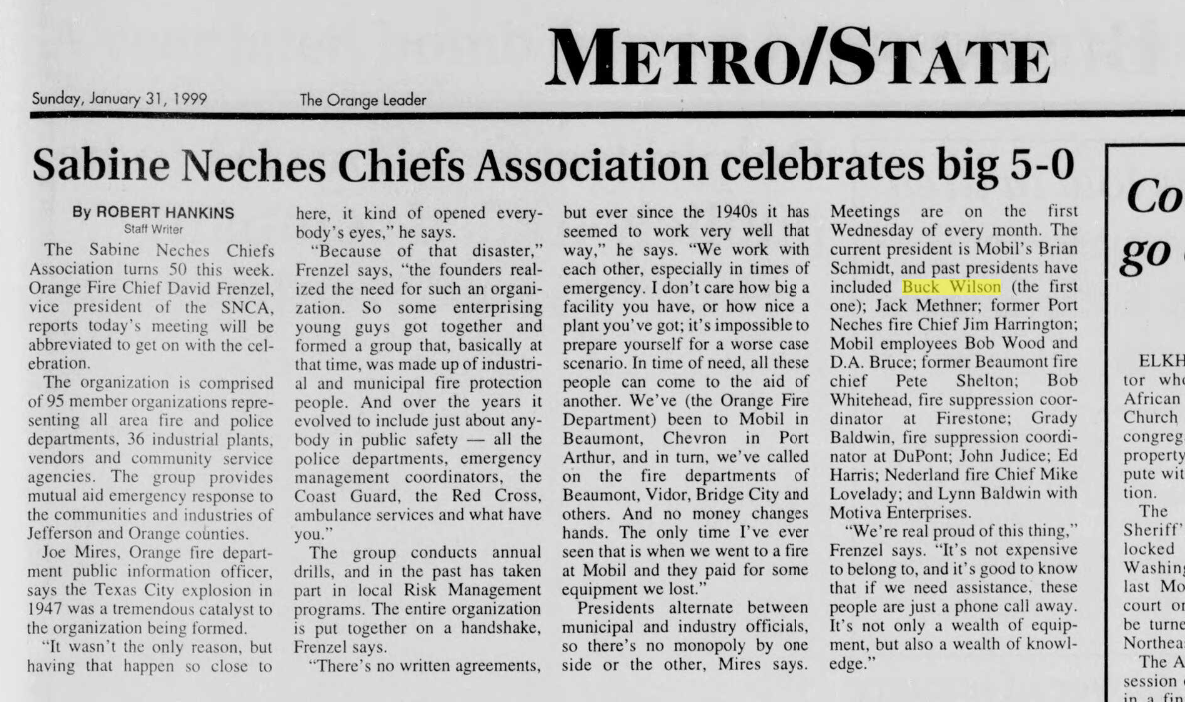 METRO/STATE
Sunday, January 31, 1999 The Orange Leader
Sabine Neches Chiefs Association celebrates big 5-0
By ROBERT HANKINS
Staff Writer
The Sabine Neches Chiefs
Association turns 50 this week.
Orange Fire Chief David Frenzel,
vice president of the SNCA,
reports today's meeting will be
abbreviated to get on with the cel-
ebration.
The organization is comprised
of 95 member organizations repre-
senting all area fire and police
departments, 36 industrial plants,
vendors and community service
agencies. The group provides
mutual aid emergency response to
the communities and industries of
Jefferson and Orange counties.
Joe Mires, Orange fire depart-
ment public information officer,
says the Texas City explosion in
1947 was a tremendous catalyst to
the organization being formed.
"It wasn't the only reason, but
having that happen so close to
here, it kind of opened every-
body's eyes," he says.
"Because of that disaster,"
Frenzel says, "the founders real-
ized the need for such an organi-
zation. So some enterprising
young guys got together and
formed a group that, basically at
that time, was made up of industri-
al and municipal fire protection
people. And over the years it
evolved to include just about any-
body in public safety — all the
police departments, emergency
management coordinators, the
Coast Guard, the Red Cross,
ambulance services and what have
you."
The group conducts annual
drills, and in the past has taken
part in local Risk Management
programs. The entire organization
is put together on a handshake,
Frenzel says.
"There's no written agreements,
but ever since the 1940s it has
seemed to work very well that
way," he says. "We work with
each other, especially in times of
emergency. I don't care how big a
facility you have, or how nice a
plant you've got; it's impossible to
prepare yourself for a worse case
scenario. In time of need, all these
people can come to the aid of
another. We've (the Orange Fire
Department) been to Mobil in
Beaumont, Chevron in Port
Arthur, and in turn, we've called
on the fire departments of
Beaumont, Vidor, Bridge City and
others. And no money changes
hands. The only time I've ever
seen that is when we went to a fire
at Mobil and they paid for some
equipment we lost."
Presidents alternate between
municipal and industry officials,
so there's no monopoly by one
side or the other, Mires says.
Meetings are on the first
Wednesday of every month. The
current president is Mobil's Brian
Schmidt, and past presidents have
included Buck Wilson (the first
one); Jack Methner; former Port
Neches fire Chief Jim Harrington;
Mobil employees Bob Wood and
D.A. Bruce; former Beaumont fire
chief Pete Shelton; Bob
Whitehead, fire suppression coor-
dinator at Firestone; Grady
Baldwin, fire suppression coordi-
nator at DuPont; John Judice; Ed
Harris; Nederland fire Chief Mike
Lovelady; and Lynn Baldwin with
Motiva Enterprises.
"We're real proud of this thing,"
Frenzel says. "It's not expensive
to belong to, and it's good to know
that if we need assistance, these
people are just a phone call away.
It's not only a wealth of equip-
ment, but also a wealth of knowl-
edge."
Co
go
ELKH
tor who
African
Church
congreg
property
pute wit
tion.
The
Sheriff'
locked
Washing
last Mo
court or
be turne
Northea
The A
session
in a fin